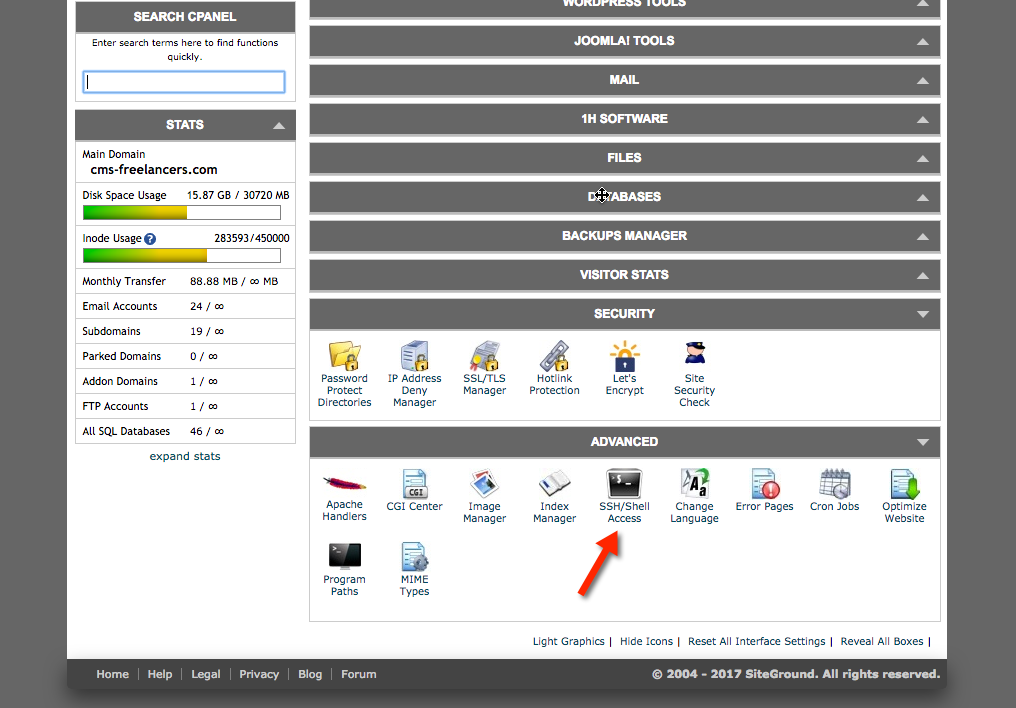 SEARCH CPANEL
Enter search terms here to find functions
quickly.
STATS
Main Domain
cms-freelancers.com
Disk Space Usage 15.87 GB / 30720 MB
Inode Usage ? 283593/450000
Monthly Transfer 88.88 MB / ∞ MB
Email Accounts 24 / ∞
Subdomains 19 / ∞
Parked Domains 0 / ∞
Addon Domains 1 / ∞
FTP Accounts 1 / ∞
All SQL Databases 46 / ∞
expand stats
WORDPRESS TOOLS
JOOMLA! TOOLS
MAIL
1H SOFTWARE
FILES
DATABASES
BACKUPS MANAGER
VISITOR STATS
SECURITY
Password
Protect
Directories
IP Address
Deny
Manager
SSL/TLS
Manager
Hotlink
Protection
Let's
Encrypt
Site
Security
Check
ADVANCED
Apache
Handlers
CGI
CGI Center
Image
Manager
Index
Manager
SSH/Shell
Access
Aa
Change
Language
Error Pages
Cron Jobs
Optimize
Website
Program
Paths
MIME
Types
Light Graphics | Hide Icons | Reset All Interface Settings | Reveal All Boxes |
Home Help Legal Privacy Blog Forum
© 2004 - 2017 SiteGround. All rights reserved.